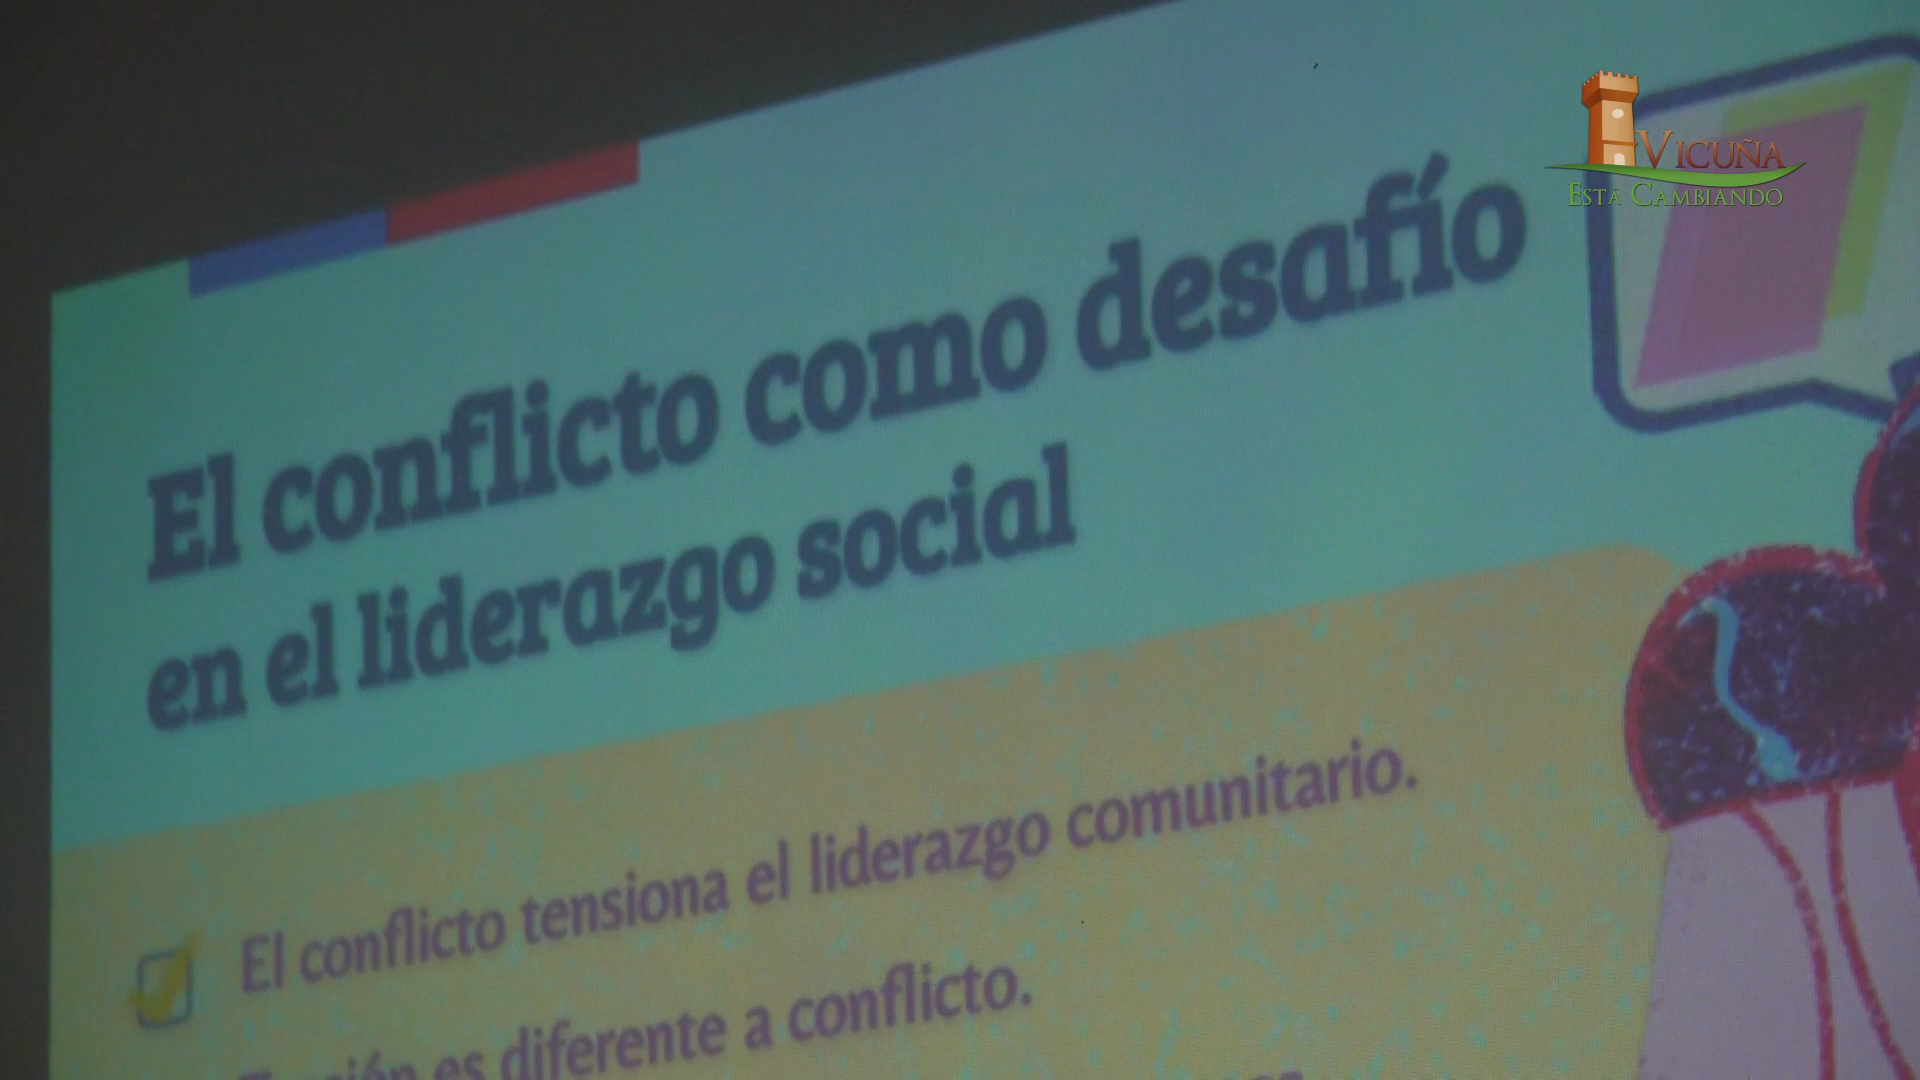 VICUÑA
ESTÁ CAMBIANDO
El conflicto como desafío
en el liderazgo social
El conflicto tensiona el liderazgo comunitario.
es diferente a conflicto.